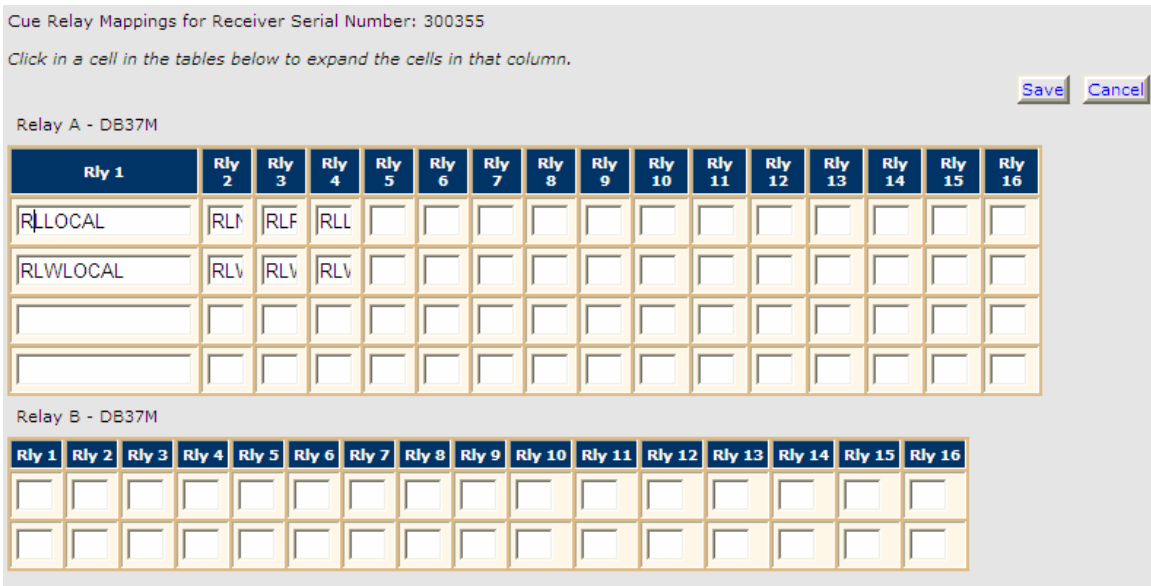 Cue Relay Mappings for Receiver Serial Number: 300355
Click in a cell in the tables below to expand the cells in that column.
Save Cancel
Relay A - DB37M
Rly 1 Rly 2 Rly 3 Rly 4 Rly 5 Rly 6 Rly 7 Rly 8 Rly 9 Rly 10 Rly 11 Rly 12 Rly 13 Rly 14 Rly 15 Rly 16
RLLOCAL RLL
RLWLOCAL
Relay B - DB37M
Rly 1 Rly 2 Rly 3 Rly 4 Rly 5 Rly 6 Rly 7 Rly 8 Rly 9 Rly 10 Rly 11 Rly 12 Rly 13 Rly 14 Rly 15 Rly 16